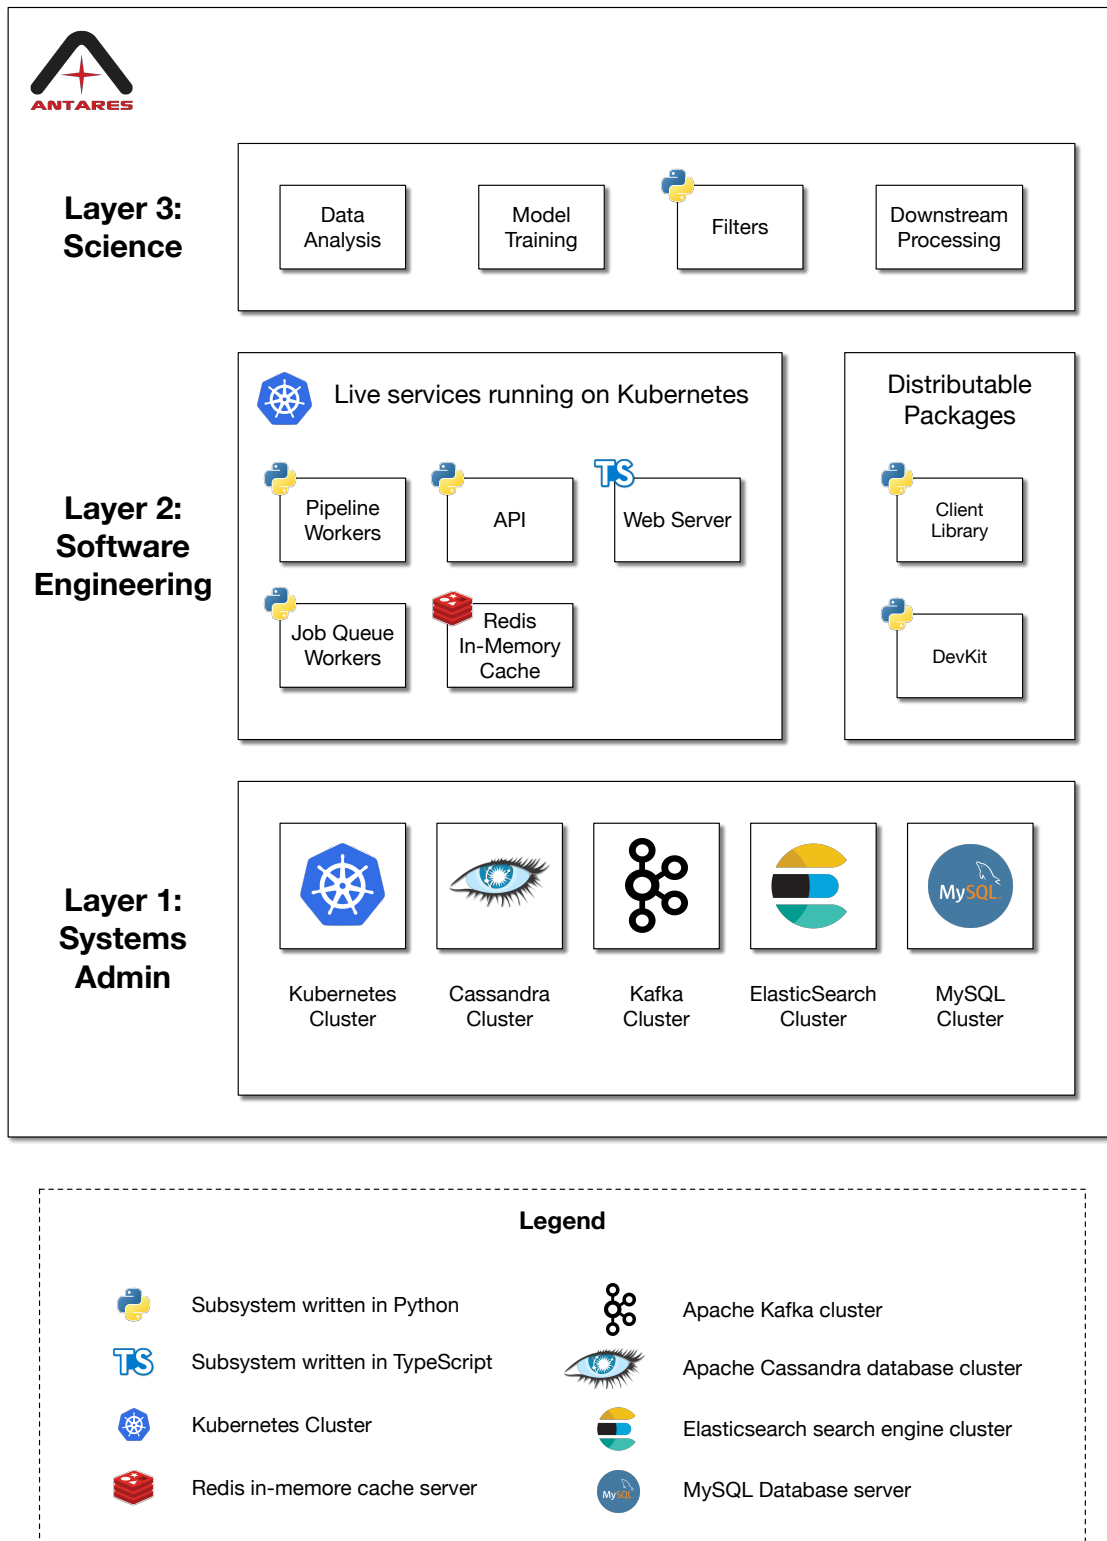 ANTARES
Layer 3:
Science
Data
Analysis
Model
Training
Filters
Downstream
Processing
Layer 2:
Software
Engineering
Live services running on Kubernetes
Pipeline
Workers
API
TS
Web Server
Job Queue
Workers
Redis
In-Memory
Cache
Distributable
Packages
Client
Library
DevKit
Layer 1:
Systems
Admin
MySQL
Kubernetes
Cluster
Cassandra
Cluster
Kafka
Cluster
ElasticSearch
Cluster
MySQL
Cluster
Legend
Subsystem written in Python
TS
Subsystem written in TypeScript
Kubernetes Cluster
Redis in-memore cache server
Apache Kafka cluster
Apache Cassandra database cluster
Elasticsearch search engine cluster
MySQL
MySQL Database server